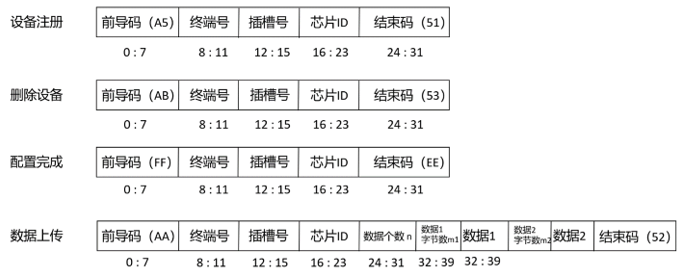 设备注册 前导码（A5） 终端号 插槽号 芯片ID 结束码（51）
0 : 7 8 : 11 12 : 15 16 : 23 24 : 31
删除设备 前导码（AB） 终端号 插槽号 芯片ID 结束码（53）
0 : 7 8 : 11 12 : 15 16 : 23 24 : 31
配置完成 前导码（FF） 终端号 插槽号 芯片ID 结束码（EE）
0 : 7 8 : 11 12 : 15 16 : 23 24 : 31
数据上传 前导码（AA） 终端号 插槽号 芯片ID 数据个数 n 数据1 字节数m1 数据1 数据2 字节数m2 数据2 结束码（52）
0 : 7 8 : 11 12 : 15 16 : 23 24 : 31 32 : 39 32 : 39